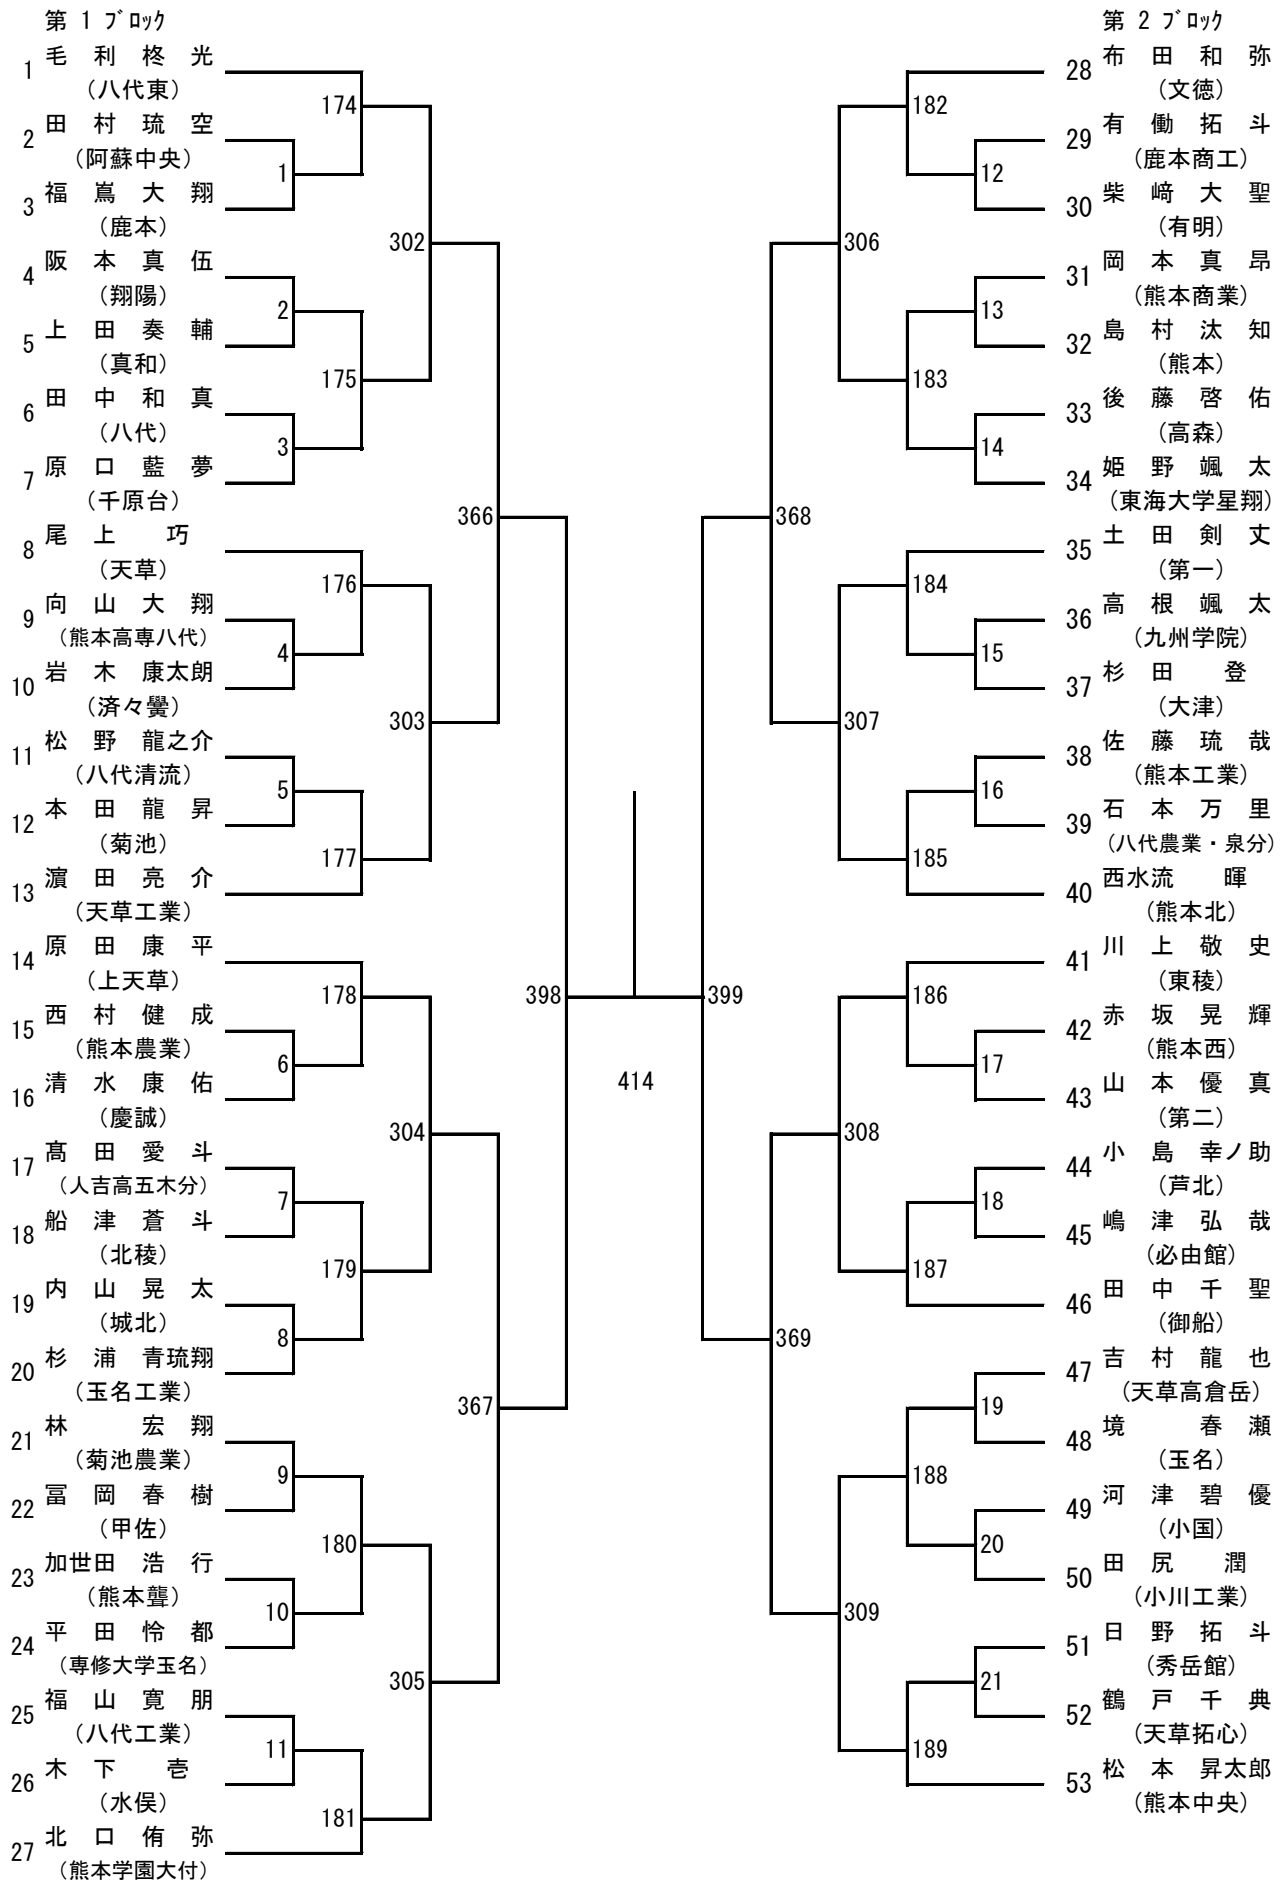 第 1 ブロック
1 毛 利 柊 光
(八代東)
2 田 村 琉 空
(阿蘇中央)
3 福 嶌 大 翔
(鹿本)
4 阪 本 真 伍
(翔陽)
5 上 田 奏 輔
(真和)
6 田 中 和 真
(八代)
7 原 口 藍 夢
(千原台)
8 尾 上 巧
(天草)
9 向 山 大 翔
(熊本高専八代)
10 岩 木 康太朗
(済々黌)
11 松 野 龍之介
(八代清流)
12 本 田 龍 昇
(菊池)
13 濵 田 亮 介
(天草工業)
14 原 田 康 平
(上天草)
15 西 村 健 成
(熊本農業)
16 清 水 康 佑
(慶誠)
17 髙 田 愛 斗
(人吉高五木分)
18 船 津 蒼 斗
(北稜)
19 内 山 晃 太
(城北)
20 杉 浦 青琉翔
(玉名工業)
21 林 宏 翔
(菊池農業)
22 冨 岡 春 樹
(甲佐)
23 加世田 浩 行
(熊本聾)
24 平 田 怜 都
(専修大学玉名)
25 福 山 寛 朋
(八代工業)
26 木 下 壱
(水俣)
27 北 口 侑 弥
(熊本学園大付)
1
2
3
4
5
6
7
8
9
10
11
174
175
176
177
178
179
180
181
302
303
304
305
366
367
398
414
399
368
369
306
307
308
309
182
183
184
185
186
187
188
189
12
13
14
15
16
17
18
19
20
21
第 2 ブロック
28 布 田 和 弥
(文徳)
29 有 働 拓 斗
(鹿本商工)
30 柴 﨑 大 聖
(有明)
31 岡 本 真 昂
(熊本商業)
32 島 村 汰 知
(熊本)
33 後 藤 啓 佑
(高森)
34 姫 野 颯 太
(東海大学星翔)
35 土 田 剣 丈
(第一)
36 高 根 颯 太
(九州学院)
37 杉 田 登
(大津)
38 佐 藤 琉 哉
(熊本工業)
39 石 本 万 里
(八代農業・泉分)
40 西水流 暉
(熊本北)
41 川 上 敬 史
(東稜)
42 赤 坂 晃 輝
(熊本西)
43 山 本 優 真
(第二)
44 小 島 幸ノ助
(芦北)
45 嶋 津 弘 哉
(必由館)
46 田 中 千 聖
(御船)
47 吉 村 龍 也
(天草高倉岳)
48 境 春 瀬
(玉名)
49 河 津 碧 優
(小国)
50 田 尻 潤
(小川工業)
51 日 野 拓 斗
(秀岳館)
52 鶴 戸 千 典
(天草拓心)
53 松 本 昇太郎
(熊本中央)